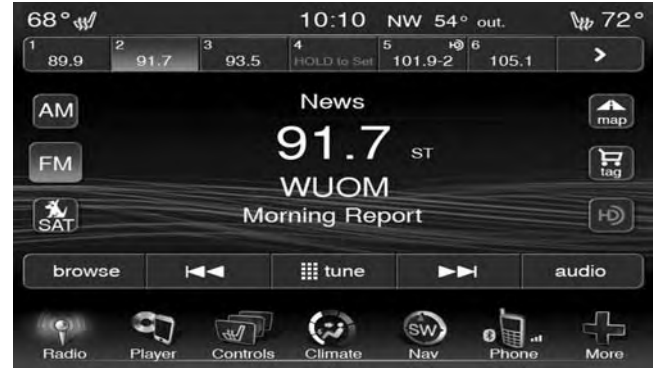 68° 10:10 NW 54° out. 72°
1 89.9 2 91.7 3 93.5 4 HOLD to Set 5 101.9-2 HD 6 105.1 >
AM News map
91.7 ST
FM tag
WUOM
SAT Morning Report HD
browse tune audio
SW
Radio Player Controls Climate Nav Phone More